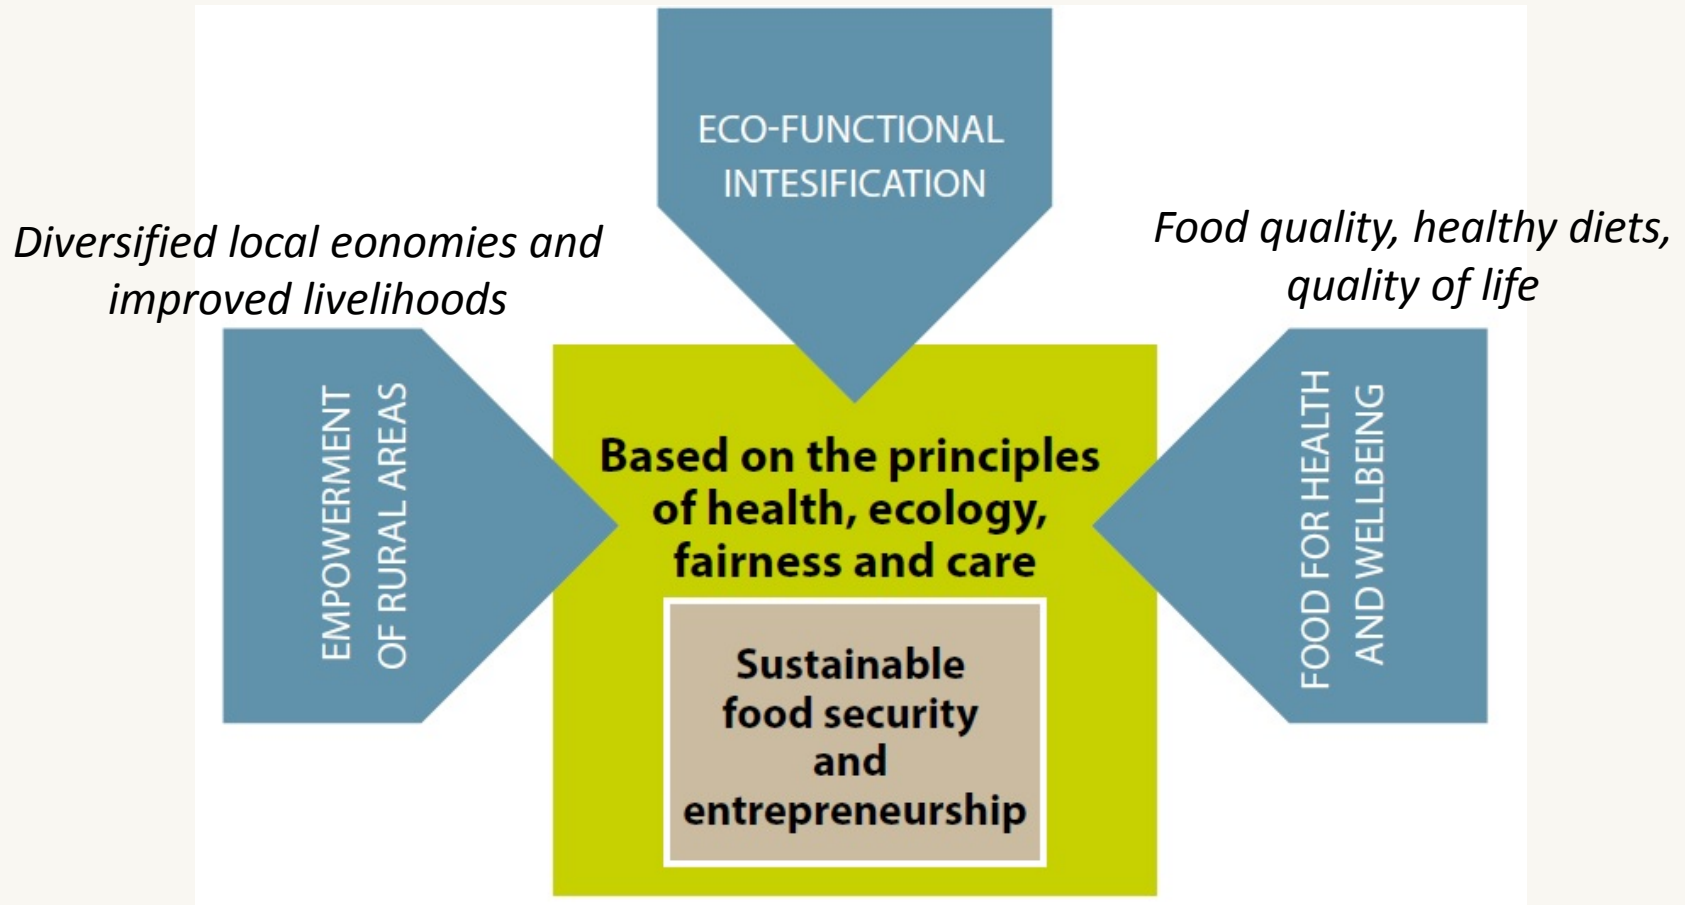 ECO-FUNCTIONAL
INTESIFICATION
Diversified local eonomies and
improved livelihoods
Food quality, healthy diets,
quality of life
EMPOWERMENT
OF RURAL AREAS
Based on the principles
of health, ecology,
fairness and care
Sustainable
food security
and
entrepreneurship
FOOD FOR HEALTH
AND WELLBEING